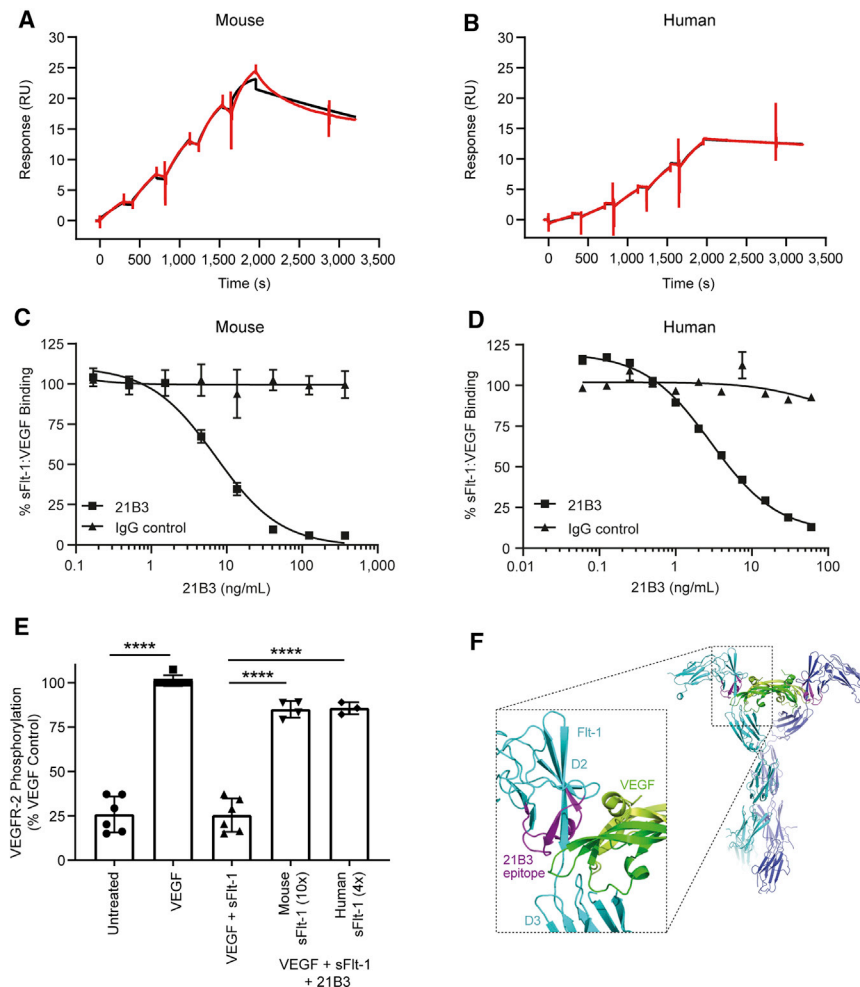 A
Mouse
Response (RU)
30
25
20
15
10
5
0
0
500
1,000
1,500
2,000
2,500
3,000
3,500
Time (s)
B
Human
Response (RU)
30
25
20
15
10
5
0
0
500
1,000
1,500
2,000
2,500
3,000
3,500
Time (s)
C
Mouse
% sFlt-1:VEGF Binding
125
100
75
50
25
0
21B3
IgG control
1
10
100
1,000
21B3 (ng/mL)
D
Human
% sFlt-1:VEGF Binding
125
100
75
50
25
0
21B3
IgG control
0.01
0.1
1
10
100
21B3 (ng/mL)
E
VEGFR-2 Phosphorylation
(% VEGF Control)
100
75
50
25
0
****
****
****
Untreated
VEGF
VEGF + sFlt-1
Mouse
sFlt-1 (10x)
Human
sFlt-1 (4x)
VEGF + sFlt-1
+ 21B3
F
Flt-1
D2
VEGF
21B3
epitope
D3